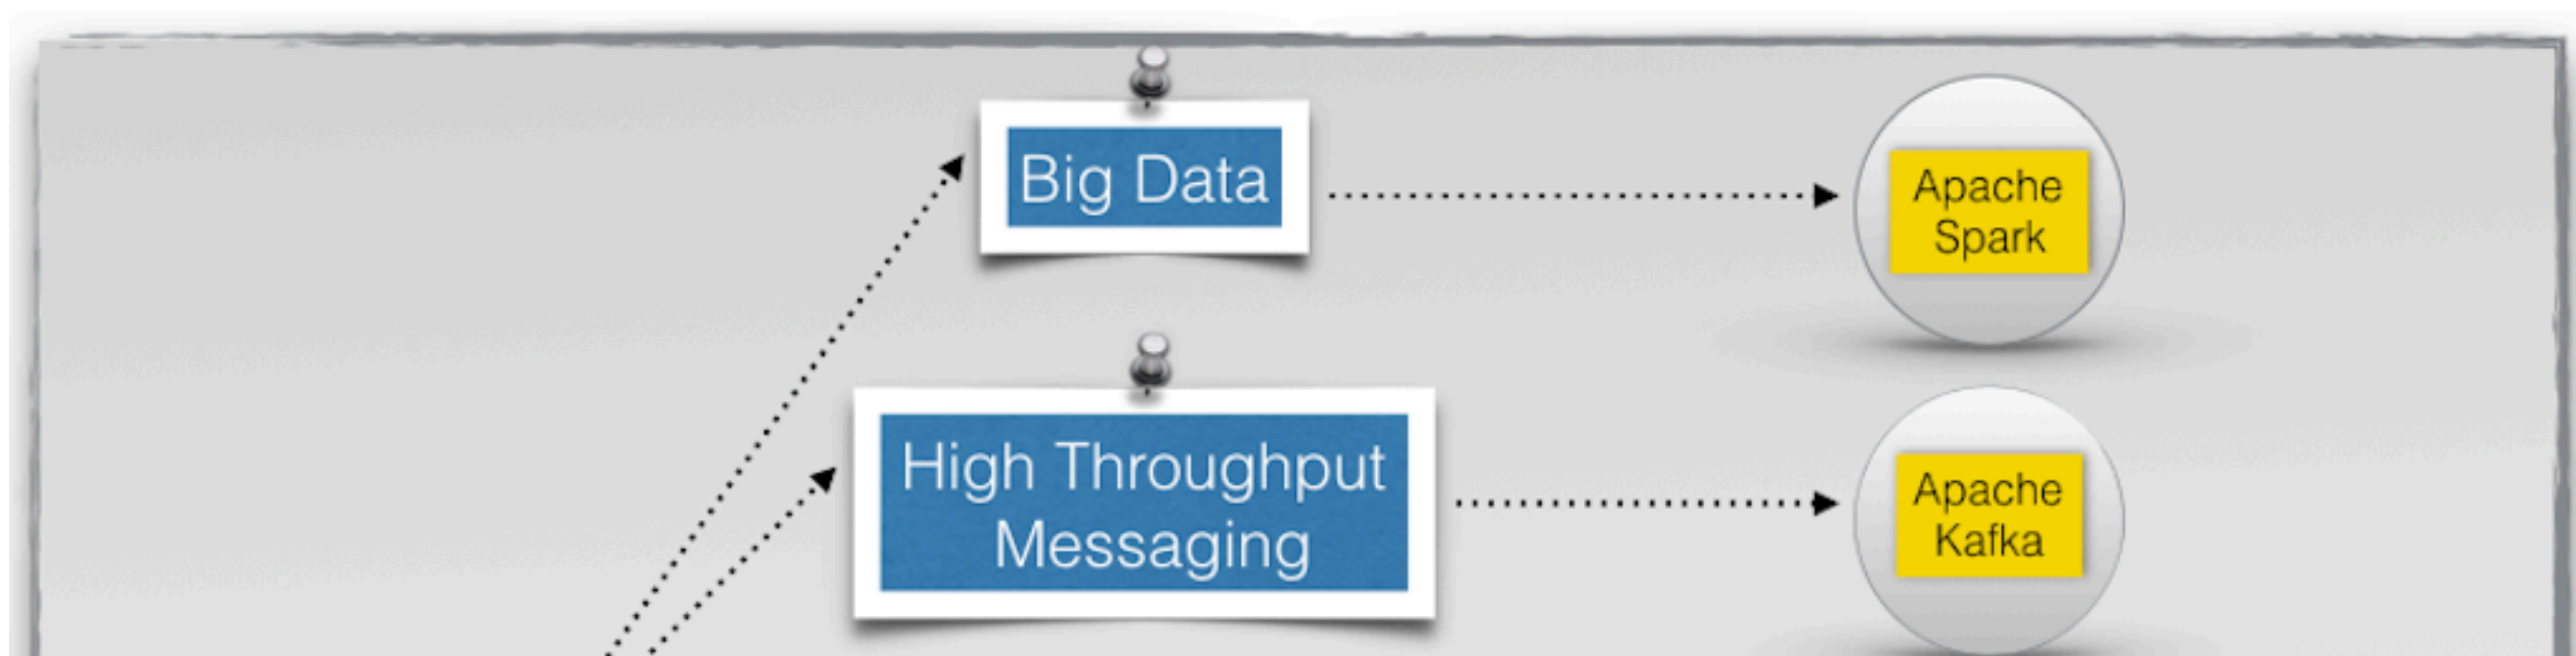 Big Data
Apache
Spark
High Throughput
Messaging
Apache
Kafka